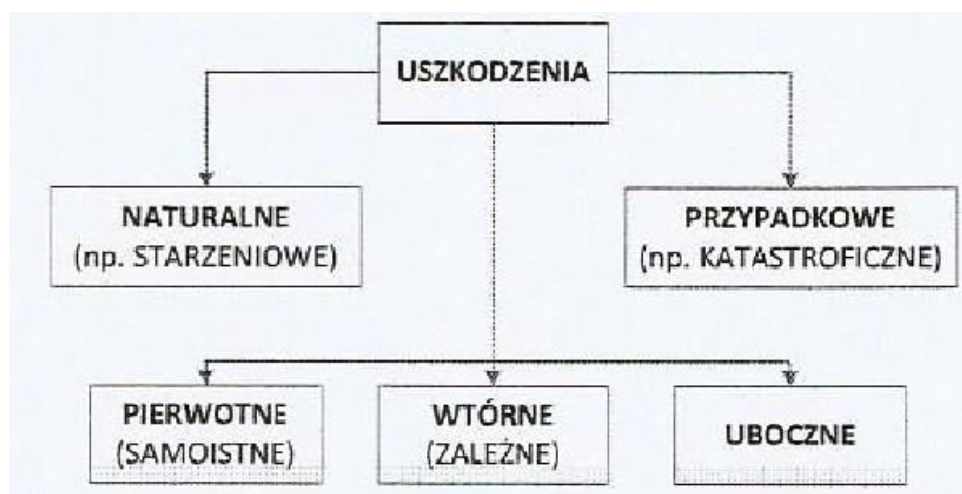 USZKODZENIA
NATURALNE
(np. STARZENIOWE)
PRZYPADKOWE
(np. KATASTROFICZNE)
PIERWOTNE
(SAMOISTNE)
WTÓRNE
(ZALEŻNE)
UBOCZNE